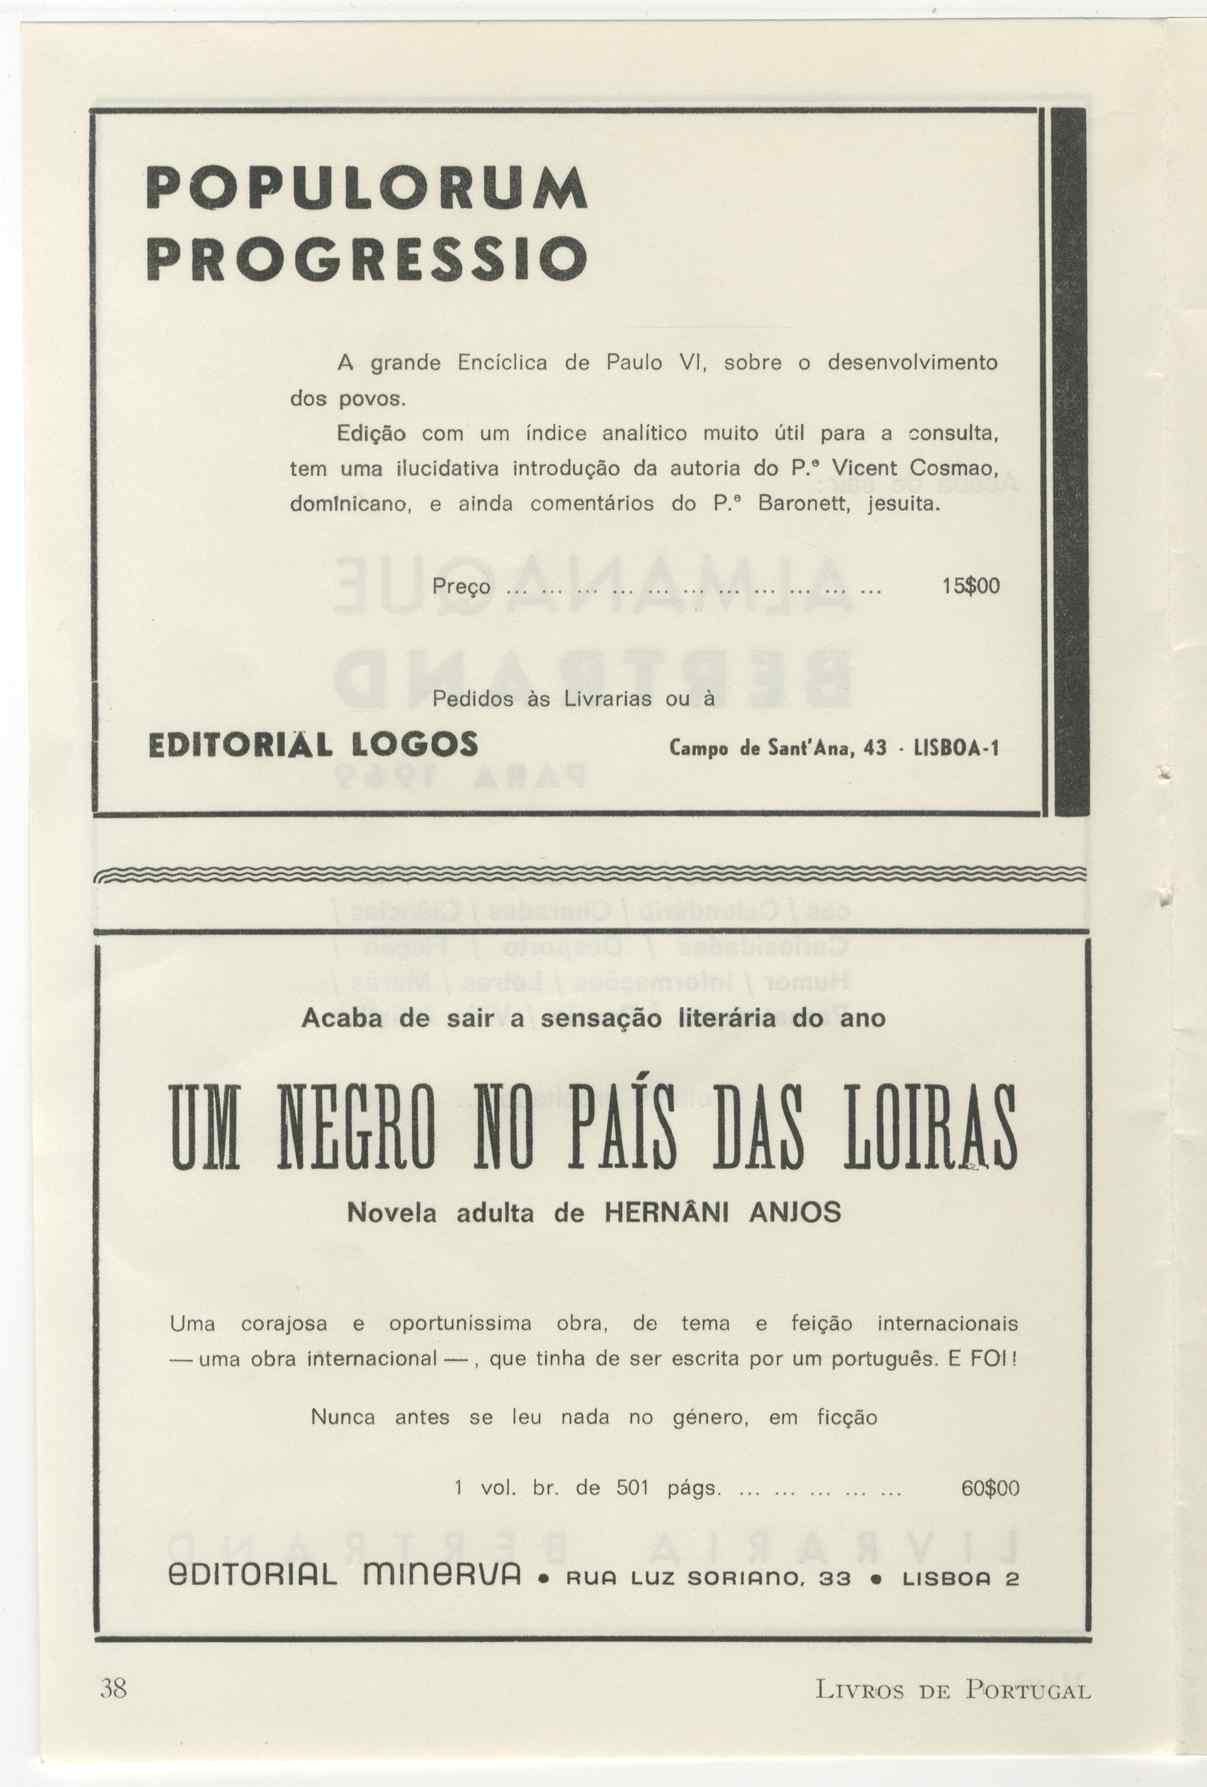 POPULORUM
PROGRESSIO
A grande Encíclica de Paulo VI, sobre o desenvolvimento
dos povos.
Edição com um índice analítico muito útil para a consulta,
tem uma ilucidativa introdução da autoria do P.ᵉ Vicent Cosmao,
dominicano, e ainda comentários do P.ᵉ Baronett, jesuita.
Preço ... ... ... ... ... ... ... ... ... ... ... 15$00
Pedidos às Livrarias ou à
EDITORIAL LOGOS Campo de Sant'Ana, 43 - LISBOA-1
Acaba de sair a sensação literária do ano
UM NEGRO NO PAÍS DAS LOIRAS
Novela adulta de HERNÂNI ANJOS
Uma corajosa e oportuníssima obra, de tema e feição internacionais
— uma obra internacional — , que tinha de ser escrita por um português. E FOI!
Nunca antes se leu nada no género, em ficção
1 vol. br. de 501 págs. ... ... ... ... ... 60$00
EDITORIAL MINERVA • RUA LUZ SORIANO, 33 • LISBOA 2
38 LIVROS DE PORTUGAL